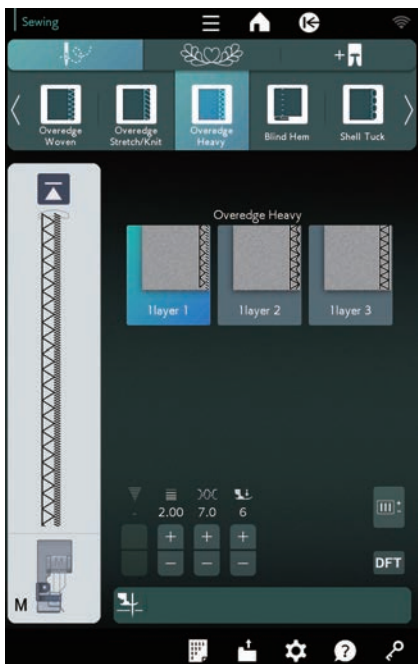 Sewing
Overedge
Woven
Overedge
Stretch/Knit
Overedge
Heavy
Blind Hem
Shell Tuck
Overedge Heavy
1layer 1
1layer 2
1layer 3
-
2.00
7.0
6
+
+
+
-
-
-
DFT
M